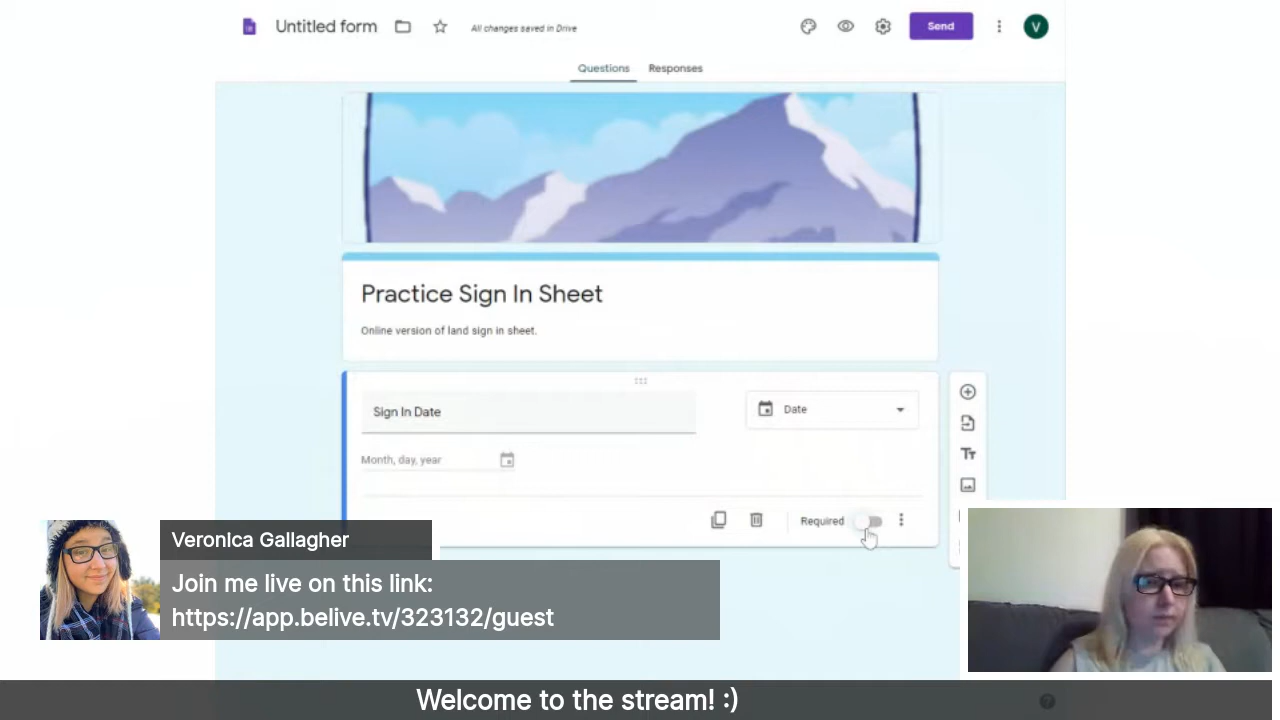 Untitled form
All changes saved in Drive
Send
V
Questions
Responses
Practice Sign In Sheet
Online version of land sign in sheet.
Sign In Date
Date
Month, day, year
Required
Tт
Veronica Gallagher
Join me live on this link:
https://app.belive.tv/323132/guest
Welcome to the stream! :)